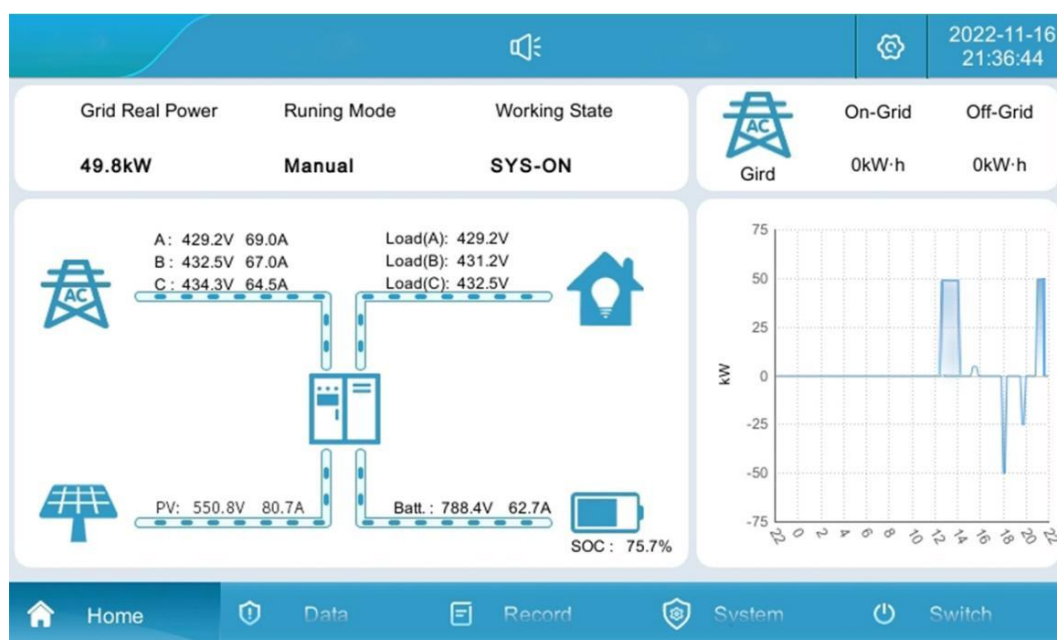 2022-11-16
21:36:44
Grid Real Power Runing Mode Working State
49.8kW Manual SYS-ON
AC
Gird
On-Grid Off-Grid
0kW·h 0kW·h
A: 429.2V 69.0A
B: 432.5V 67.0A
C: 434.3V 64.5A
Load(A): 429.2V
Load(B): 431.2V
Load(C): 432.5V
AC
PV: 550.8V 80.7A
Batt.: 788.4V 62.7A
SOC: 75.7%
kW
75
50
25
0
-25
-50
-75
22 0 2 4 6 8 10 12 14 16 18 20 22
Home Data Record System Switch